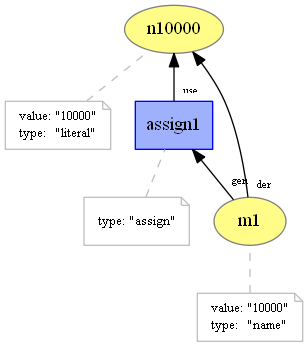 n10000
use
value: "10000"
type: "literal"
assign1
gen
der
type: "assign"
m1
value: "10000"
type: "name"